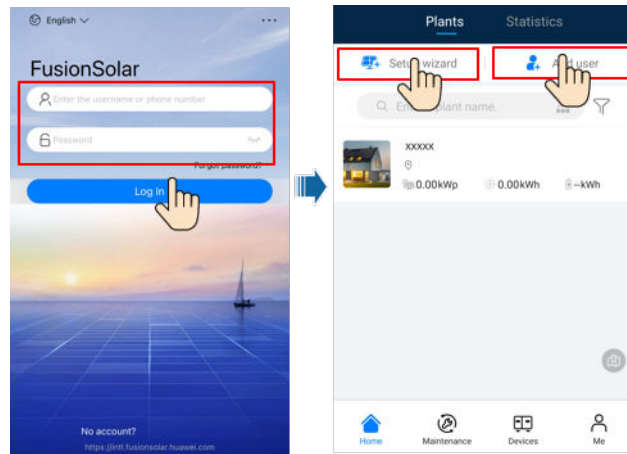 English
FusionSolar
Enter the username or phone number
Password
Forgot password?
Log In
No account?
https://intl.fusionsolar.huawei.com
Plants
Statistics
Setup wizard
user
plant name.
xxxxx
0.00kWp
0.00kWh
--kWh
Home
Maintenance
Devices
Me